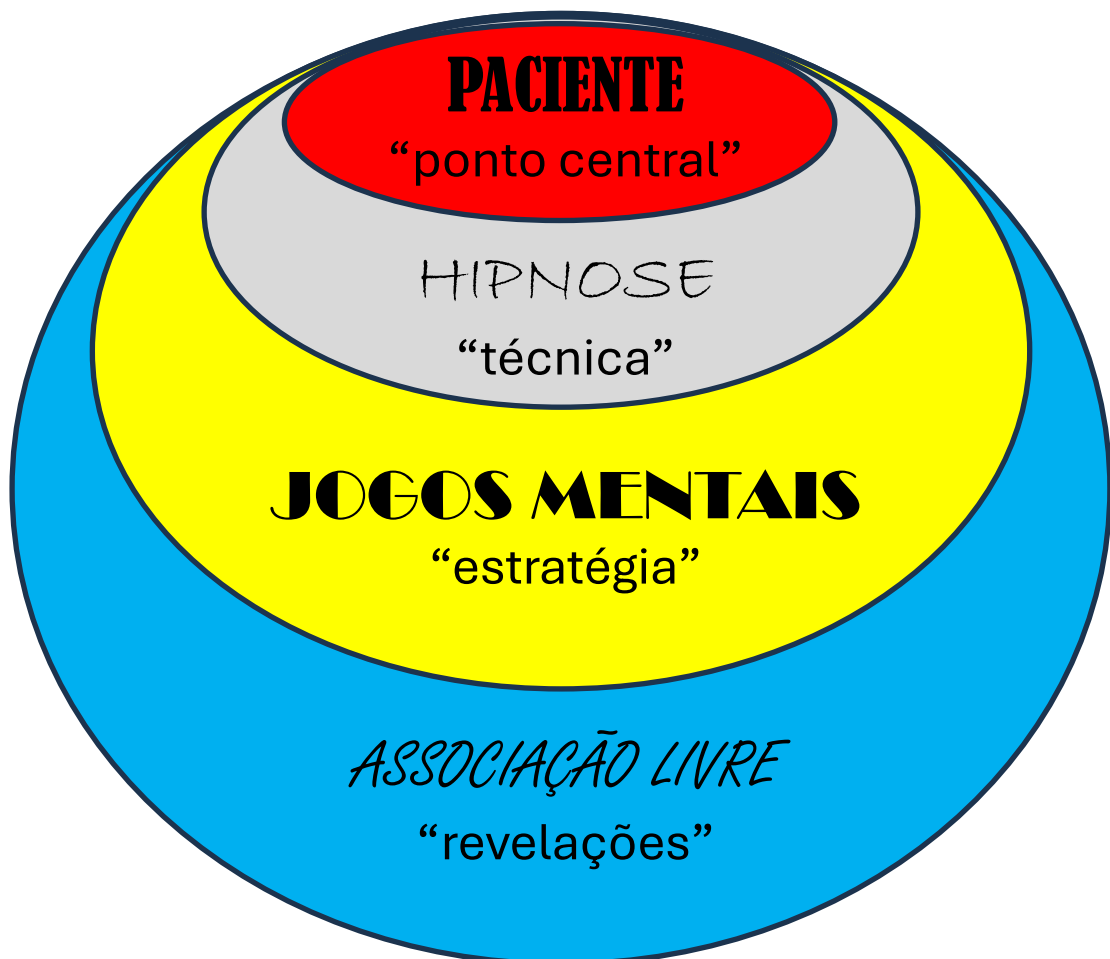 PACIENTE
“ponto central”
HIPNOSE
“técnica”
JOGOS MENTAIS
“estratégia”
ASSOCIAÇÃO LIVRE
“revelações”